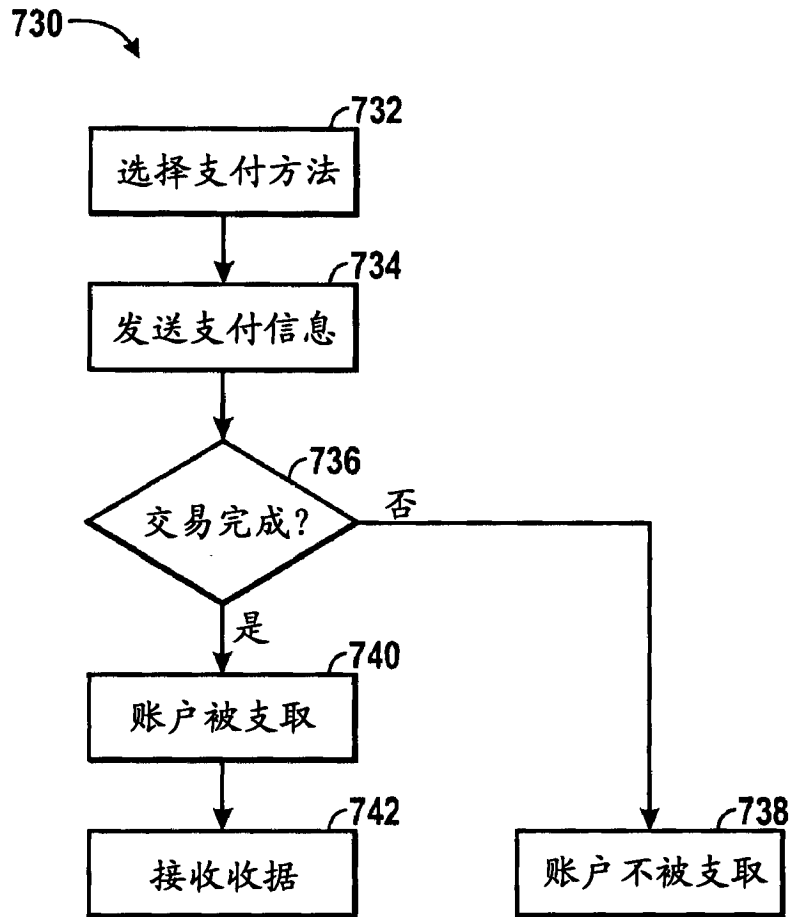 730
732
选择支付方法
734
发送支付信息
736
交易完成?
否
是
740
账户被支取
742
接收收据
738
账户不被支取